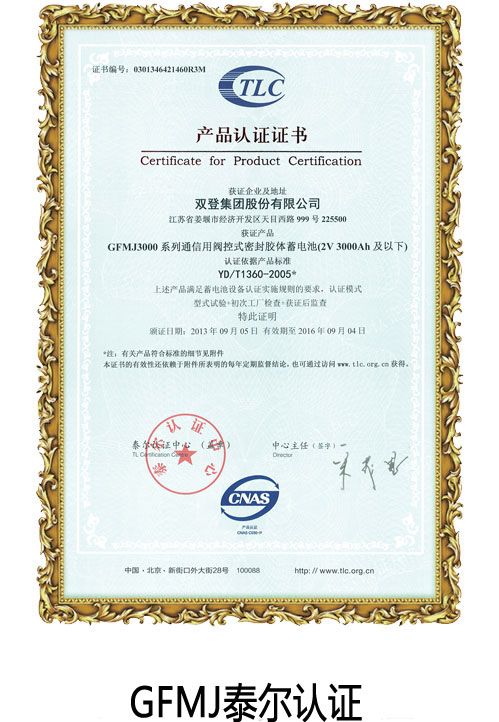 证书编号：0301346421460R3M
TLC
产品认证证书
Certificate for Product Certification
获证企业及地址
双登集团股份有限公司
江苏省姜堰市经济开发区天目西路 999 号 225500
获证产品
GFMJ3000 系列通信用阀控式密封胶体蓄电池(2V 3000Ah 及以下)
认证依据产品标准
YD/T1360-2005*
上述产品满足蓄电池设备认证实施规则的要求，认证模式
型式试验+初次工厂检查+获证后监查
特此证明
颁证日期：2013 年 09 月 05 日 有效期至 2016 年 09 月 04 日
*注：有关产品符合标准的细节见附件
本证书的有效性还依赖于附件所表明的每年定期监督结论，也可通过访问 www.tlc.org.cn 获得。
泰尔认证中心
泰尔认证中心（盖章） 中心主任（签字）
TL Certification Centre Director
CNAS
产品认证
CNAS C030-P
中国·北京·新街口外大街28号 100088 http://www.tlc.org.cn
GFMJ泰尔认证